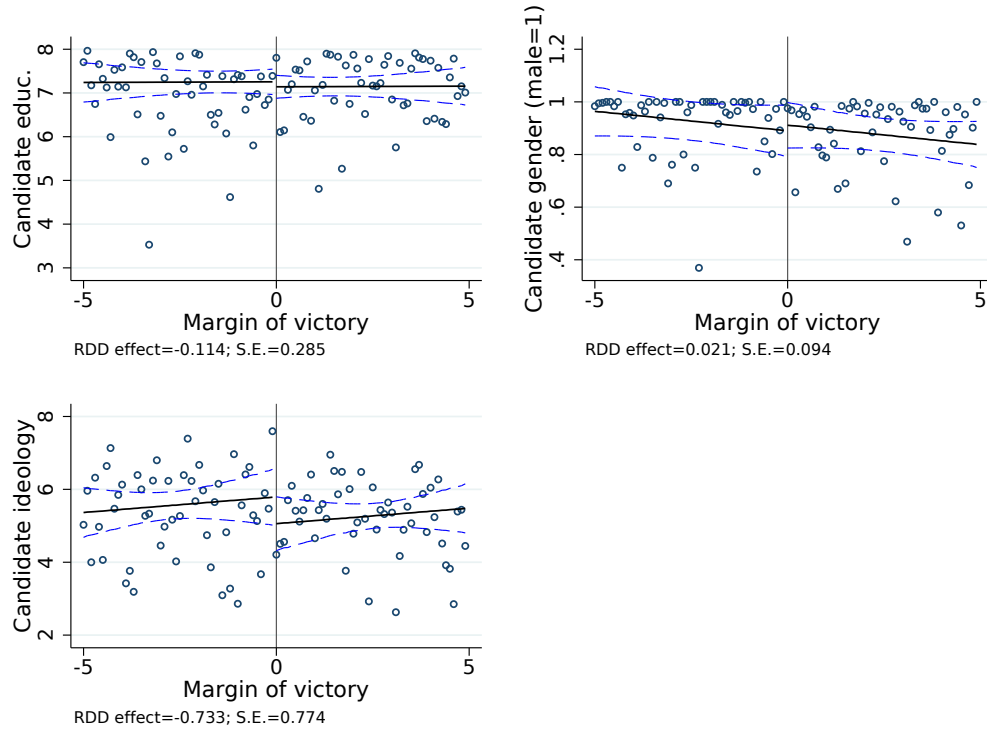 Candidate educ.
8
7
6
5
4
3
-5 0 5
Margin of victory
RDD effect=-0.114; S.E.=0.285
Candidate gender (male=1)
1.2
1
.8
.6
.4
-5 0 5
Margin of victory
RDD effect=0.021; S.E.=0.094
Candidate ideology
8
6
4
2
-5 0 5
Margin of victory
RDD effect=-0.733; S.E.=0.774